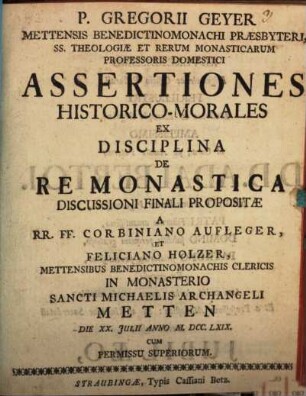 P. GREGORII GEYER
METTENSIS BENEDICTINOMONACHI PRÆSBYTERI,
SS. THEOLOGIÆ ET RERUM MONASTICARUM
PROFESSORIS DOMESTICI
ASSERTIONES
HISTORICO-MORALES
EX
DISCIPLINA
DE
RE MONASTICA
DISCUSSIONI FINALI PROPOSITÆ
A
RR. FF. CORBINIANO AUFLEGER,
ET
FELICIANO HOLZER,
METTENSIBUS BENEDICTINOMONACHIS CLERICIS
IN MONASTERIO
SANCTI MICHAELIS ARCHANGELI
METTEN
DIE XX. JULII ANNO M. DCC. LXIX.
CUM
PERMISSU SUPERIORUM.
STRAUBINGÆ, Typis Cassiani Betz.